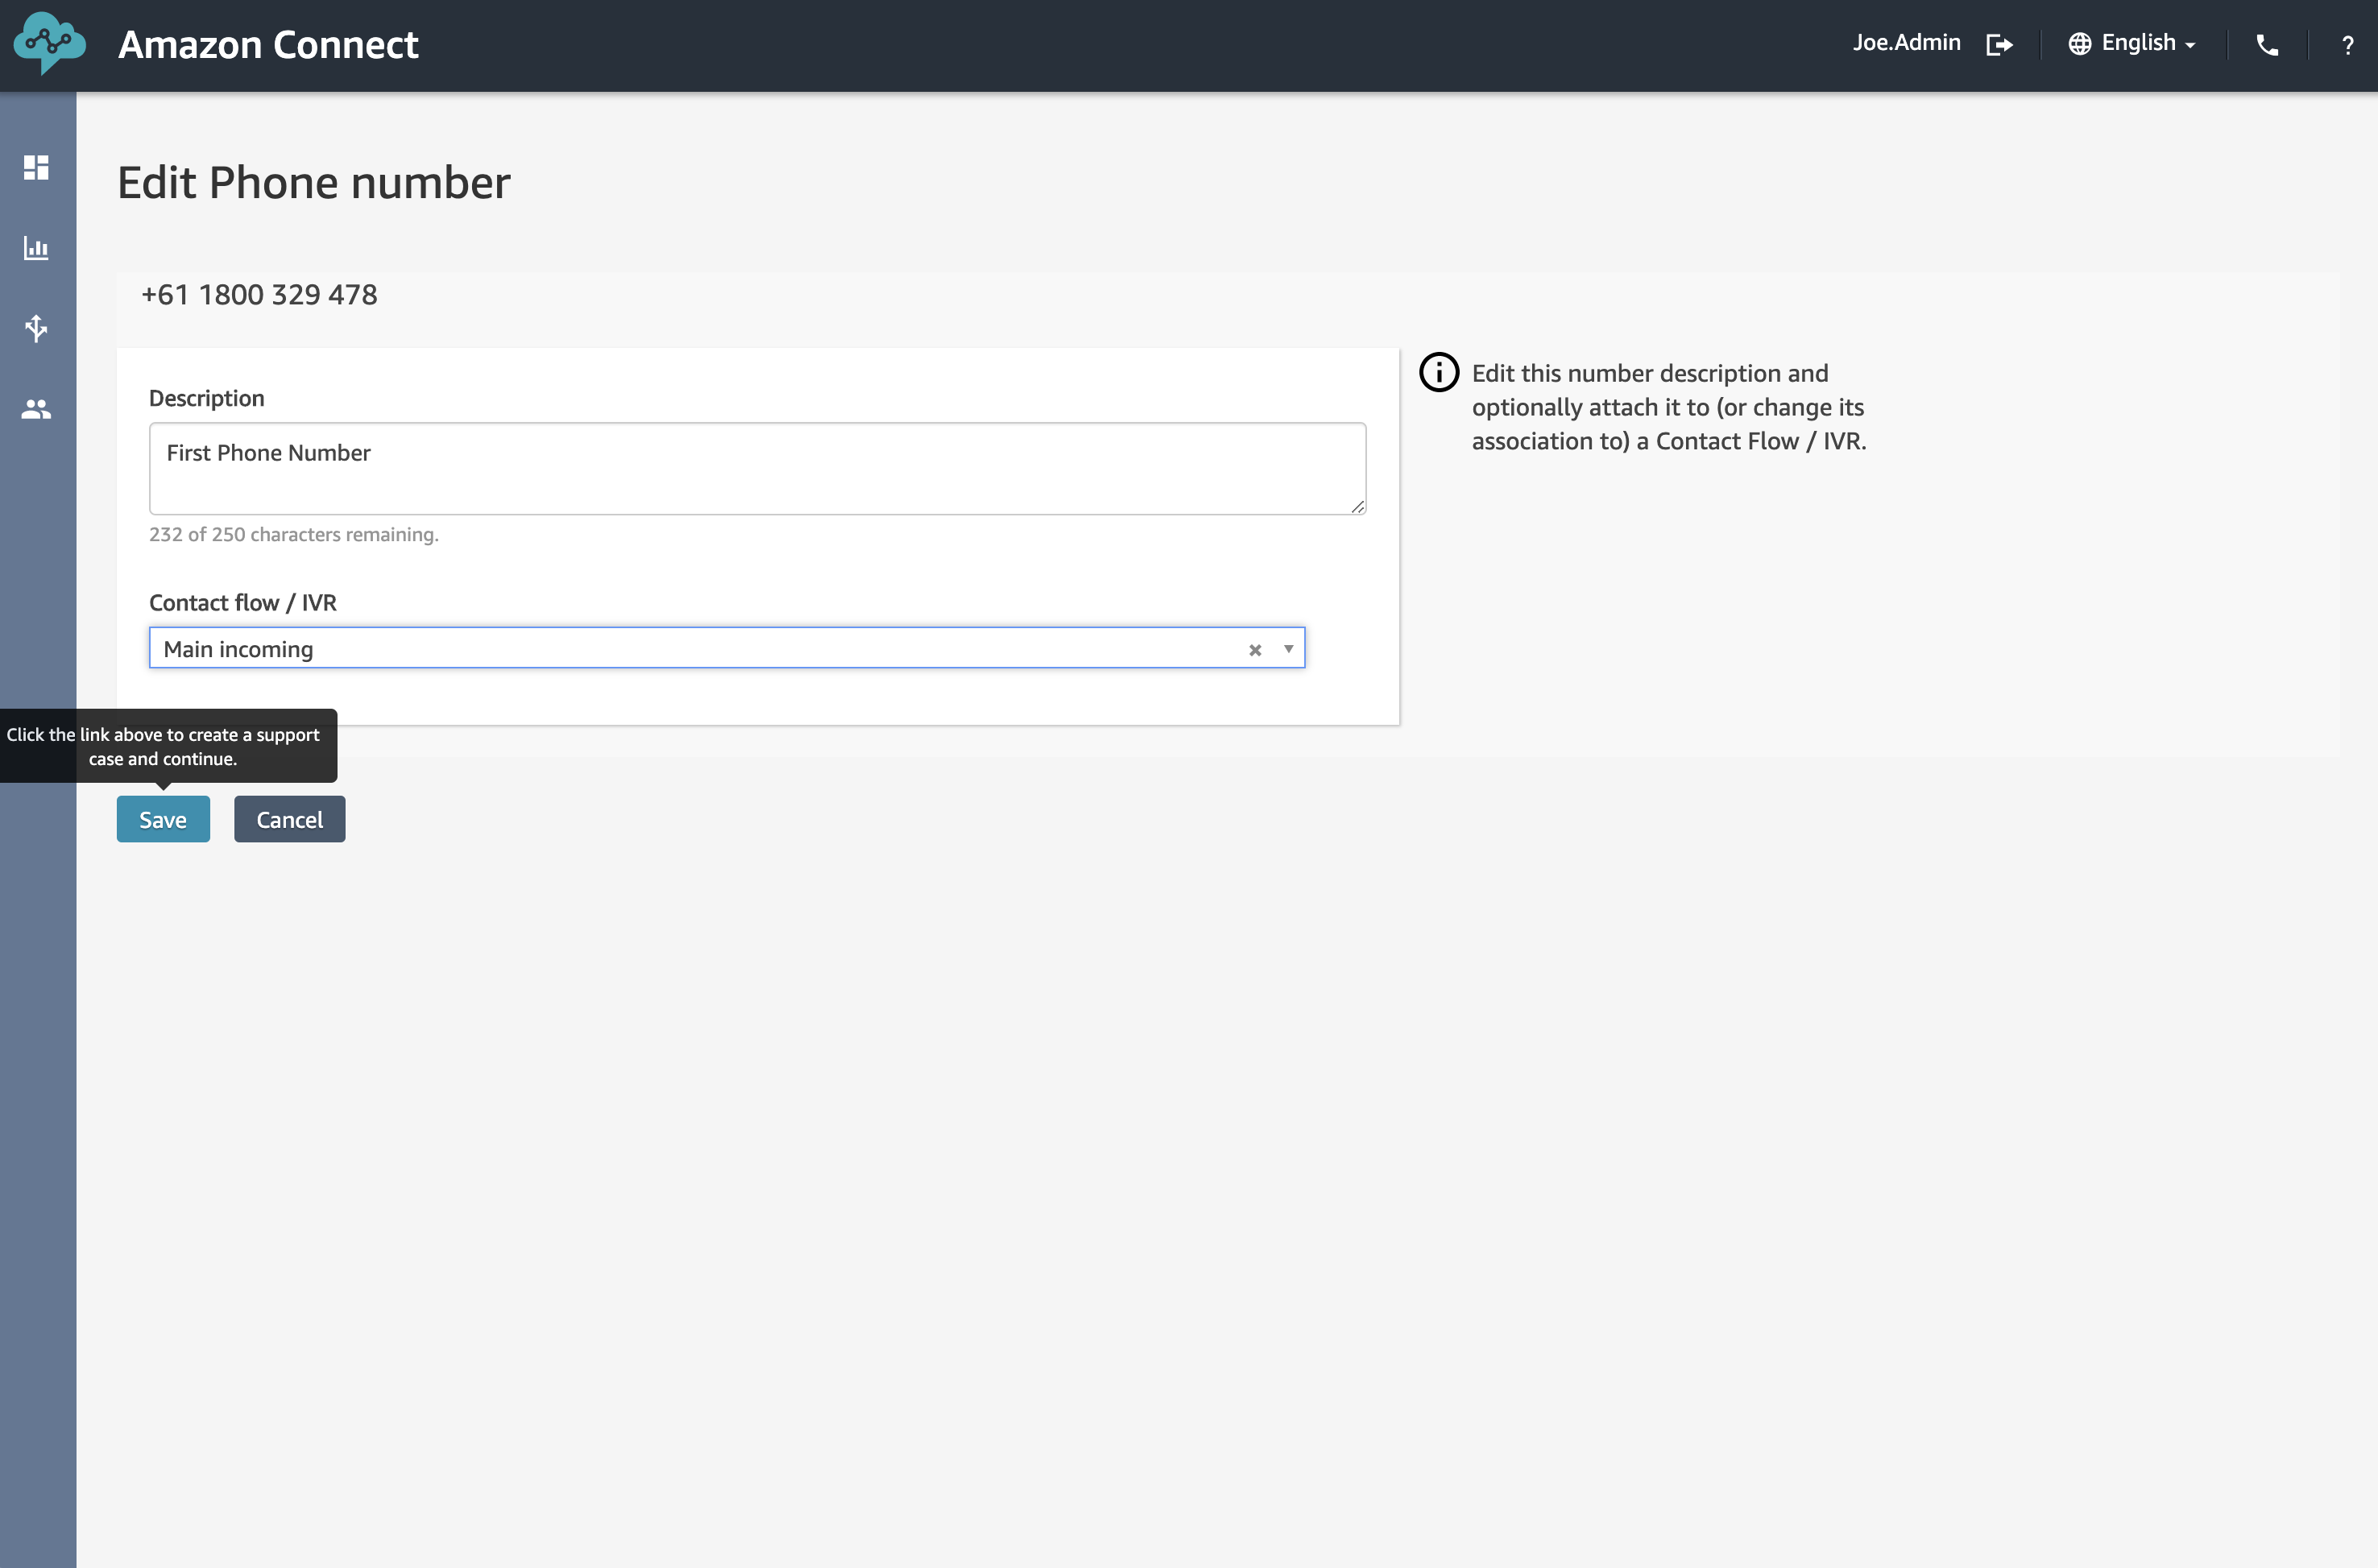 Amazon Connect
Joe.Admin
English
?
Edit Phone number
+61 1800 329 478
Description
First Phone Number
232 of 250 characters remaining.
Contact flow / IVR
Main incoming
Edit this number description and
optionally attach it to (or change its
association to) a Contact Flow / IVR.
Click the link above to create a support
case and continue.
Save
Cancel